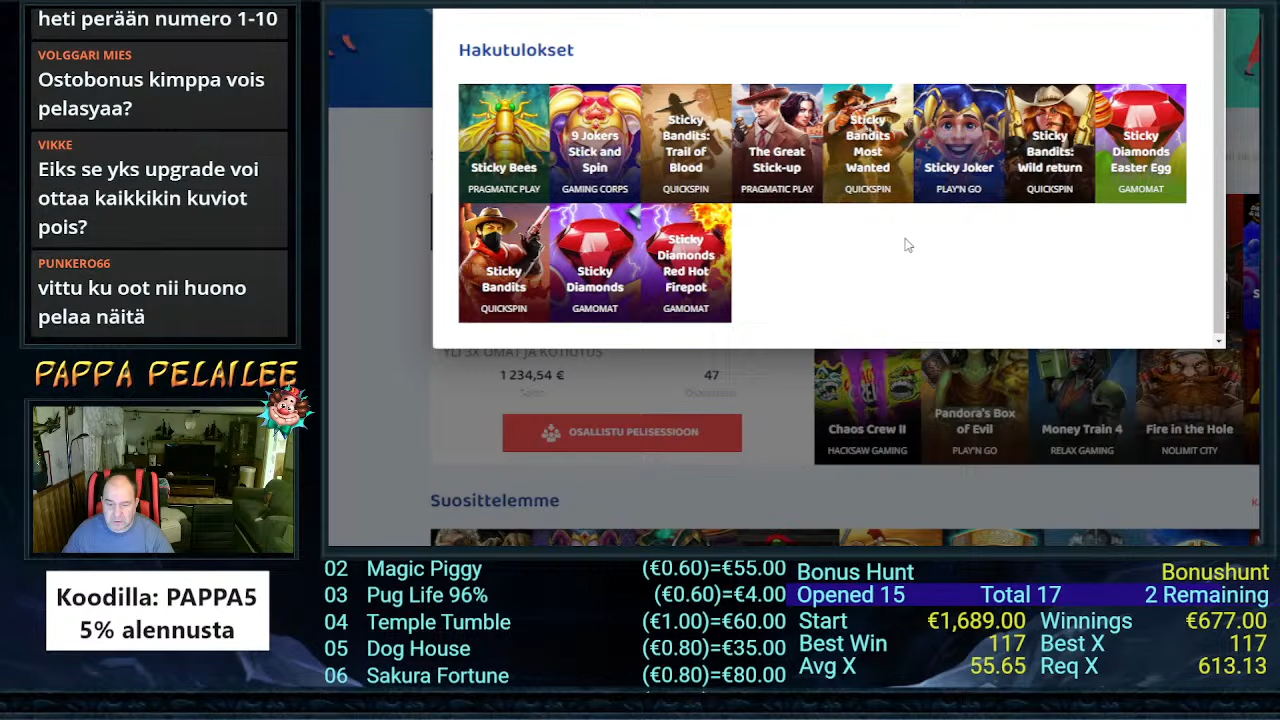 heti perään numero 1-10
VOLGGARI MIES
Ostobonus kimppa vois
pelasyaa?
VIKKE
Eiks se yks upgrade voi
ottaa kaikkikin kuviot
pois?
PUNKERO66
vittu ku oot nii huono
pelaa näitä
PAPPA PELAILEE
Koodilla: PAPPA5
5% alennusta
Hakutulokset
Sticky Bees
PRAGMATIC PLAY
9 Jokers
Stick and
Spin
GAMING CORPS
Sticky
Bandits:
Trail of
Blood
QUICKSPIN
The Great
Stick-up
PRAGMATIC PLAY
Sticky
Bandits
Most
Wanted
QUICKSPIN
Sticky Joker
PLAY'N GO
Sticky
Bandits:
Wild return
QUICKSPIN
Sticky
Diamonds
Easter Egg
GAMOMAT
Sticky
Bandits
QUICKSPIN
Sticky
Diamonds
GAMOMAT
Sticky
Diamonds
Red Hot
Firepot
GAMOMAT
YLI 3X OMAT JA KOTIUTUS
1 234,54 €
47
OSALLISTU PELISESSIOON
Chaos Crew II
HACKSAW GAMING
Pandora's Box
of Evil
PLAY'N GO
Money Train 4
RELAX GAMING
Fire in the Hole
NOLIMIT CITY
Suosittelemme
02 Magic Piggy (€0.60)=€55.00
03 Pug Life 96% (€0.60)=€4.00
04 Temple Tumble (€1.00)=€60.00
05 Dog House (€0.80)=€35.00
06 Sakura Fortune (€0.80)=€80.00
Bonus Hunt Bonushunt
Opened 15 Total 17 2 Remaining
Start €1,689.00 Winnings €677.00
Best Win 117 Best X 117
Avg X 55.65 Req X 613.13